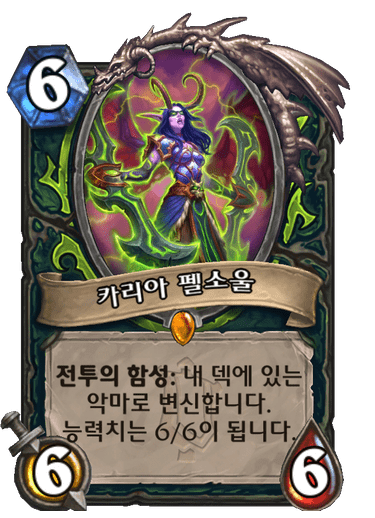 6
카리아 펠소울
전투의 함성: 내 덱에 있는
악마로 변신합니다.
능력치는 6/6이 됩니다.
6
6